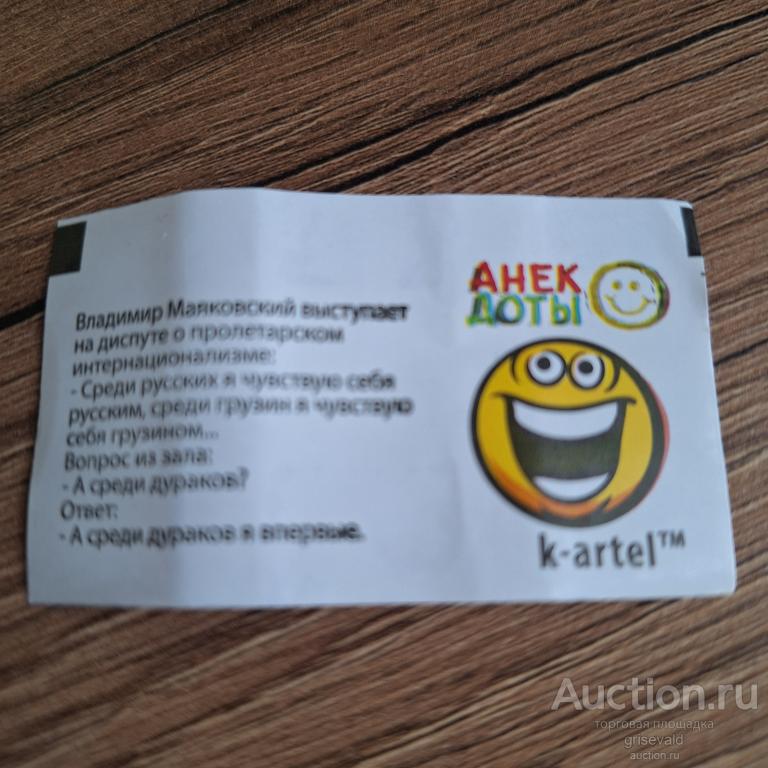 Владимир Маяковский выступает
на диспуте о пролетарском
интернационализме:
- Среди русских я чувствую себя
русским, среди грузин я чувствую
себя грузином...
Вопрос из зала:
- А среди дураков?
Ответ:
- А среди дураков я впервые.
АНЕК
ДОТЫ
k-artel™
Auction.ru
торговая площадка
grisevald
auction.ru